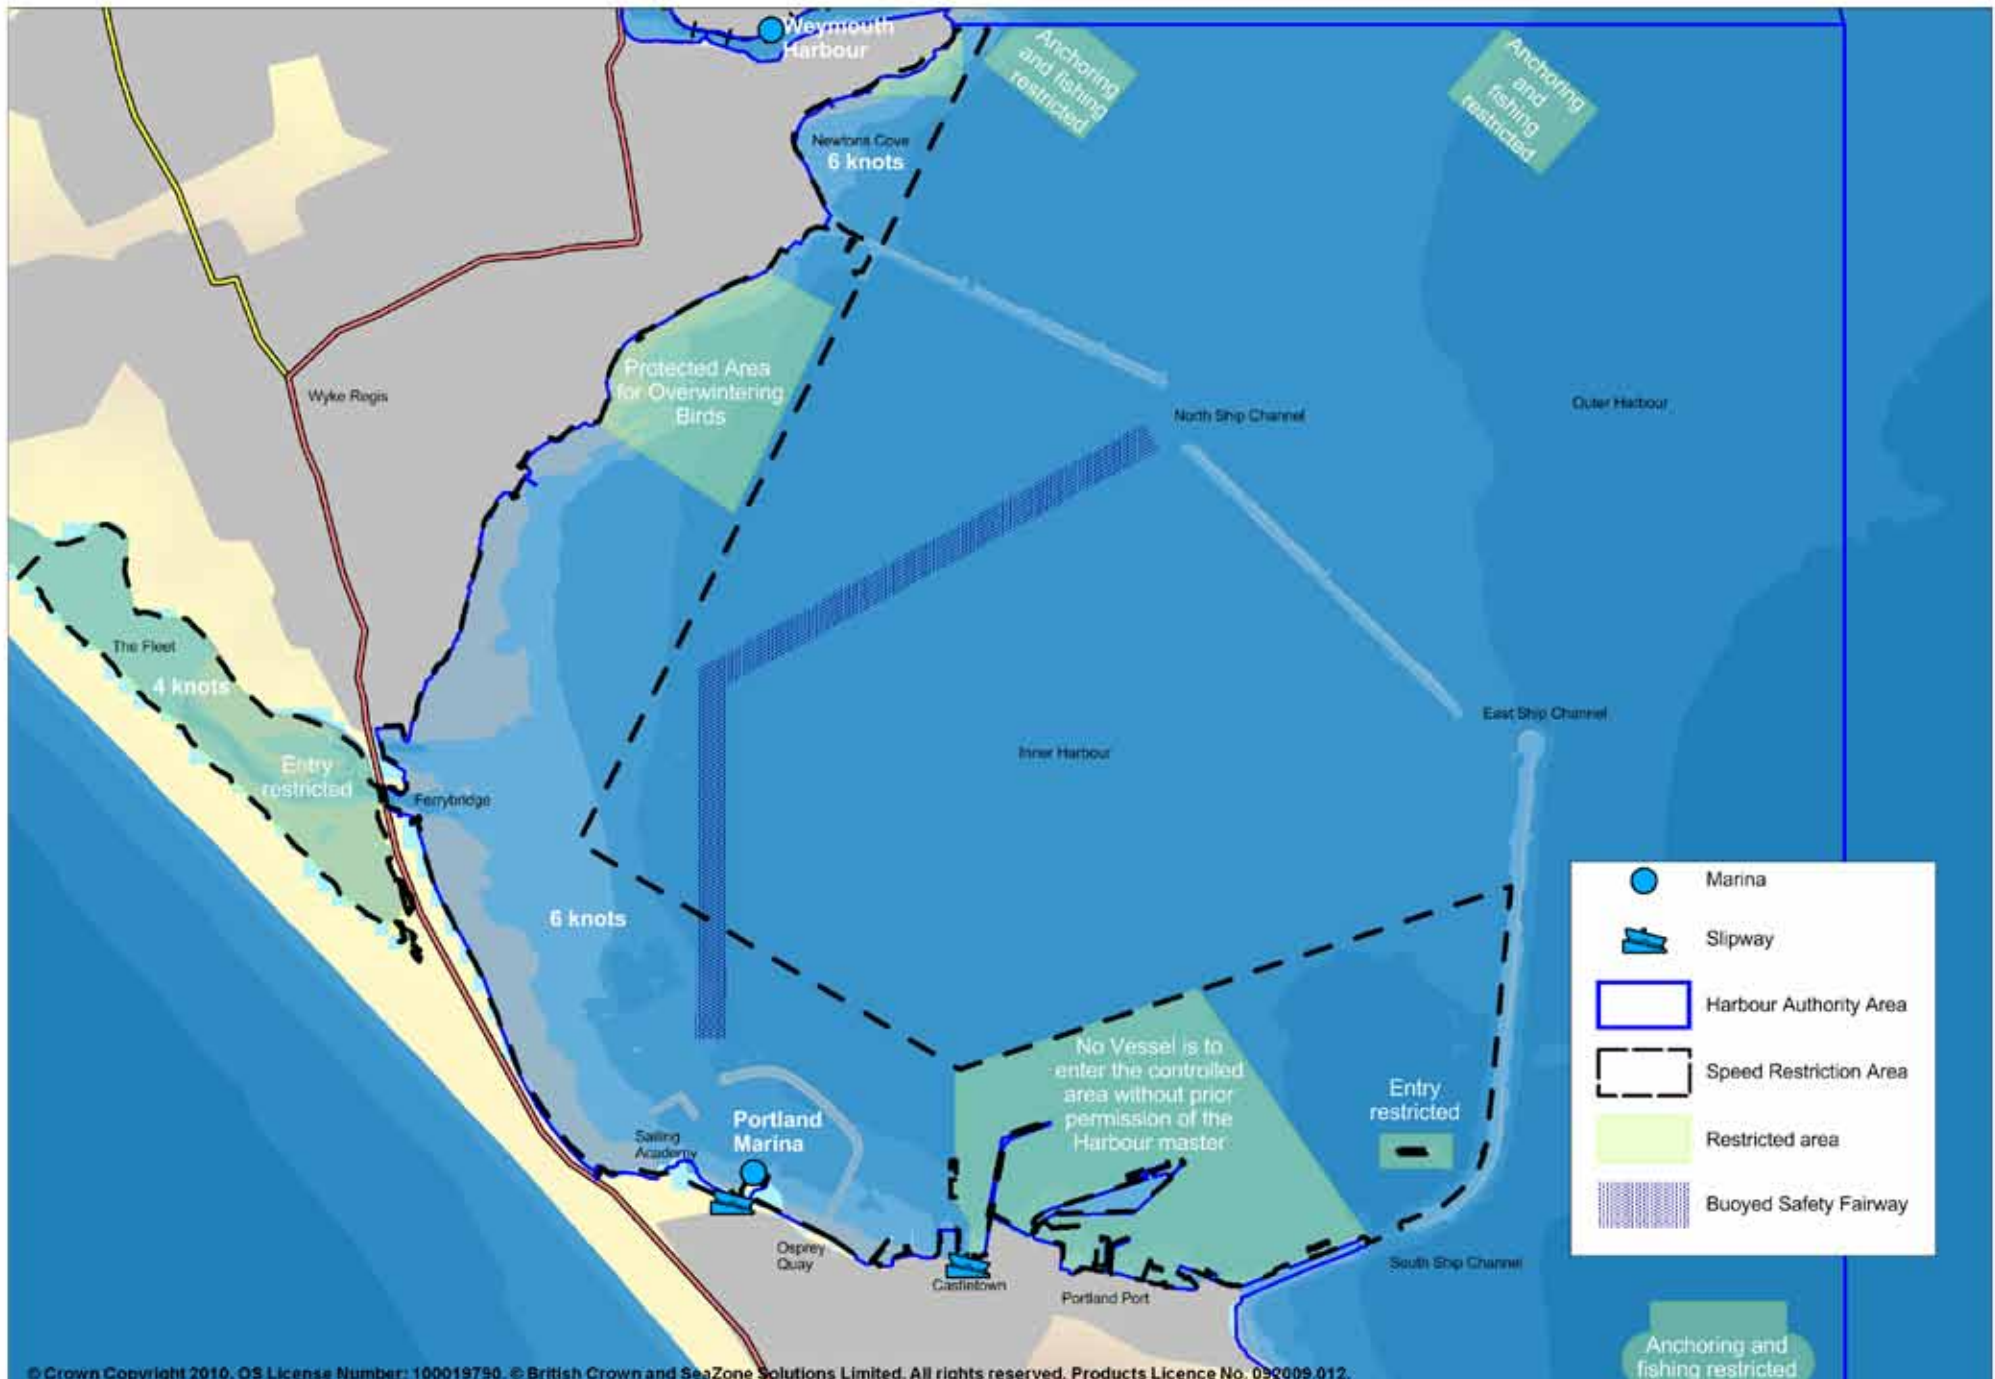 Weymouth
Harbour
Anchoring
and fishing
restricted
Anchoring
and
fishing
restricted
Newtons Cove
6 knots
Protected Area
for Overwintering
Birds
Wyke Regis
North Ship Channel
Outer Harbour
The Fleet
4 knots
Entry
restricted
Ferrybridge
East Ship Channel
Inner Harbour
6 knots
No Vessel is to
enter the controlled
area without prior
permission of the
Harbour master
Entry
restricted
Portland
Marina
Sailing
Academy
Osprey
Quay
Castletown
Portland Port
South Ship Channel
Marina
Slipway
Harbour Authority Area
Speed Restriction Area
Restricted area
Buoyed Safety Fairway
Anchoring and
fishing restricted
© Crown Copyright 2010. OS License Number: 100019790. © British Crown and SeaZone Solutions Limited. All rights reserved. Products Licence No. 092009.012.